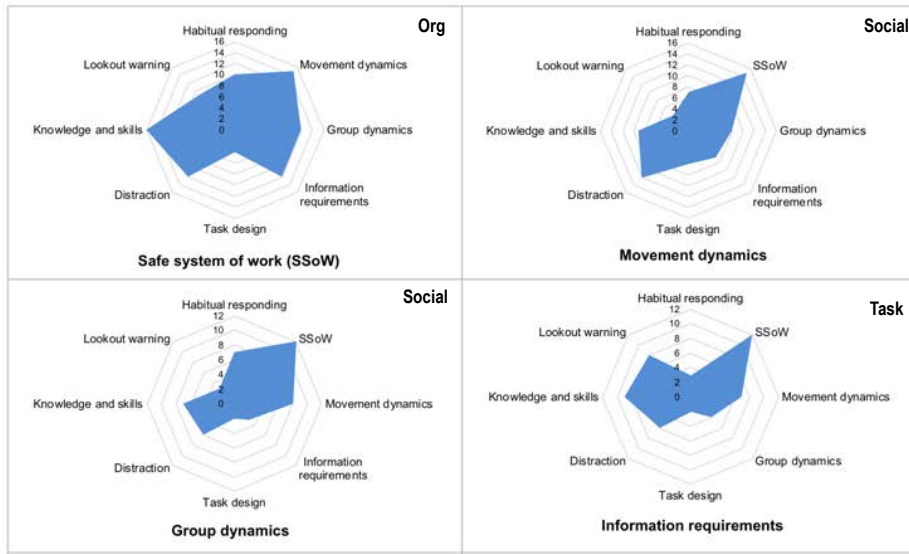 Org
Habitual responding
16
14
12
10
8
6
4
2
0
Lookout warning
Movement dynamics
Knowledge and skills
Group dynamics
Distraction
Information
requirements
Task design
Safe system of work (SSoW)
Social
Habitual responding
16
14
12
10
8
6
4
2
0
Lookout warning
SSoW
Knowledge and skills
Group dynamics
Distraction
Information
requirements
Task design
Movement dynamics
Social
Habitual responding
12
10
8
6
4
2
0
Lookout warning
SSoW
Knowledge and skills
Movement dynamics
Distraction
Information
requirements
Task design
Group dynamics
Task
Habitual responding
12
10
8
6
4
2
0
Lookout warning
SSoW
Knowledge and skills
Movement dynamics
Distraction
Group dynamics
Task design
Information requirements